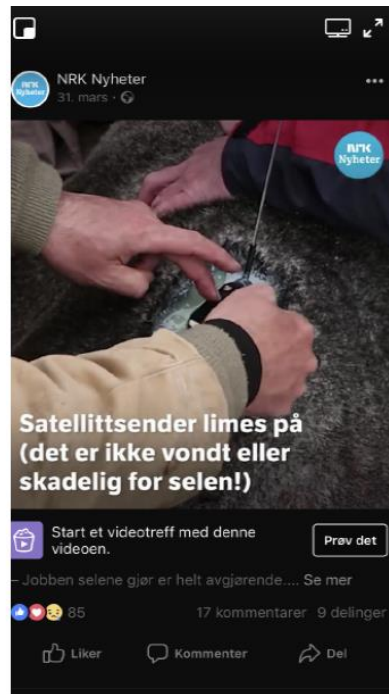 NRK
Nyheter
NRK Nyheter
31. mars
NRK
Nyheter
Satellittsender limes på
(det er ikke vondt eller
skadelig for selen!)
Start et videotreff med denne
videoen.
Prøv det
– Jobben selene gjør er helt avgjørende.... Se mer
85
17 kommentarer 9 delinger
Liker
Kommenter
Del